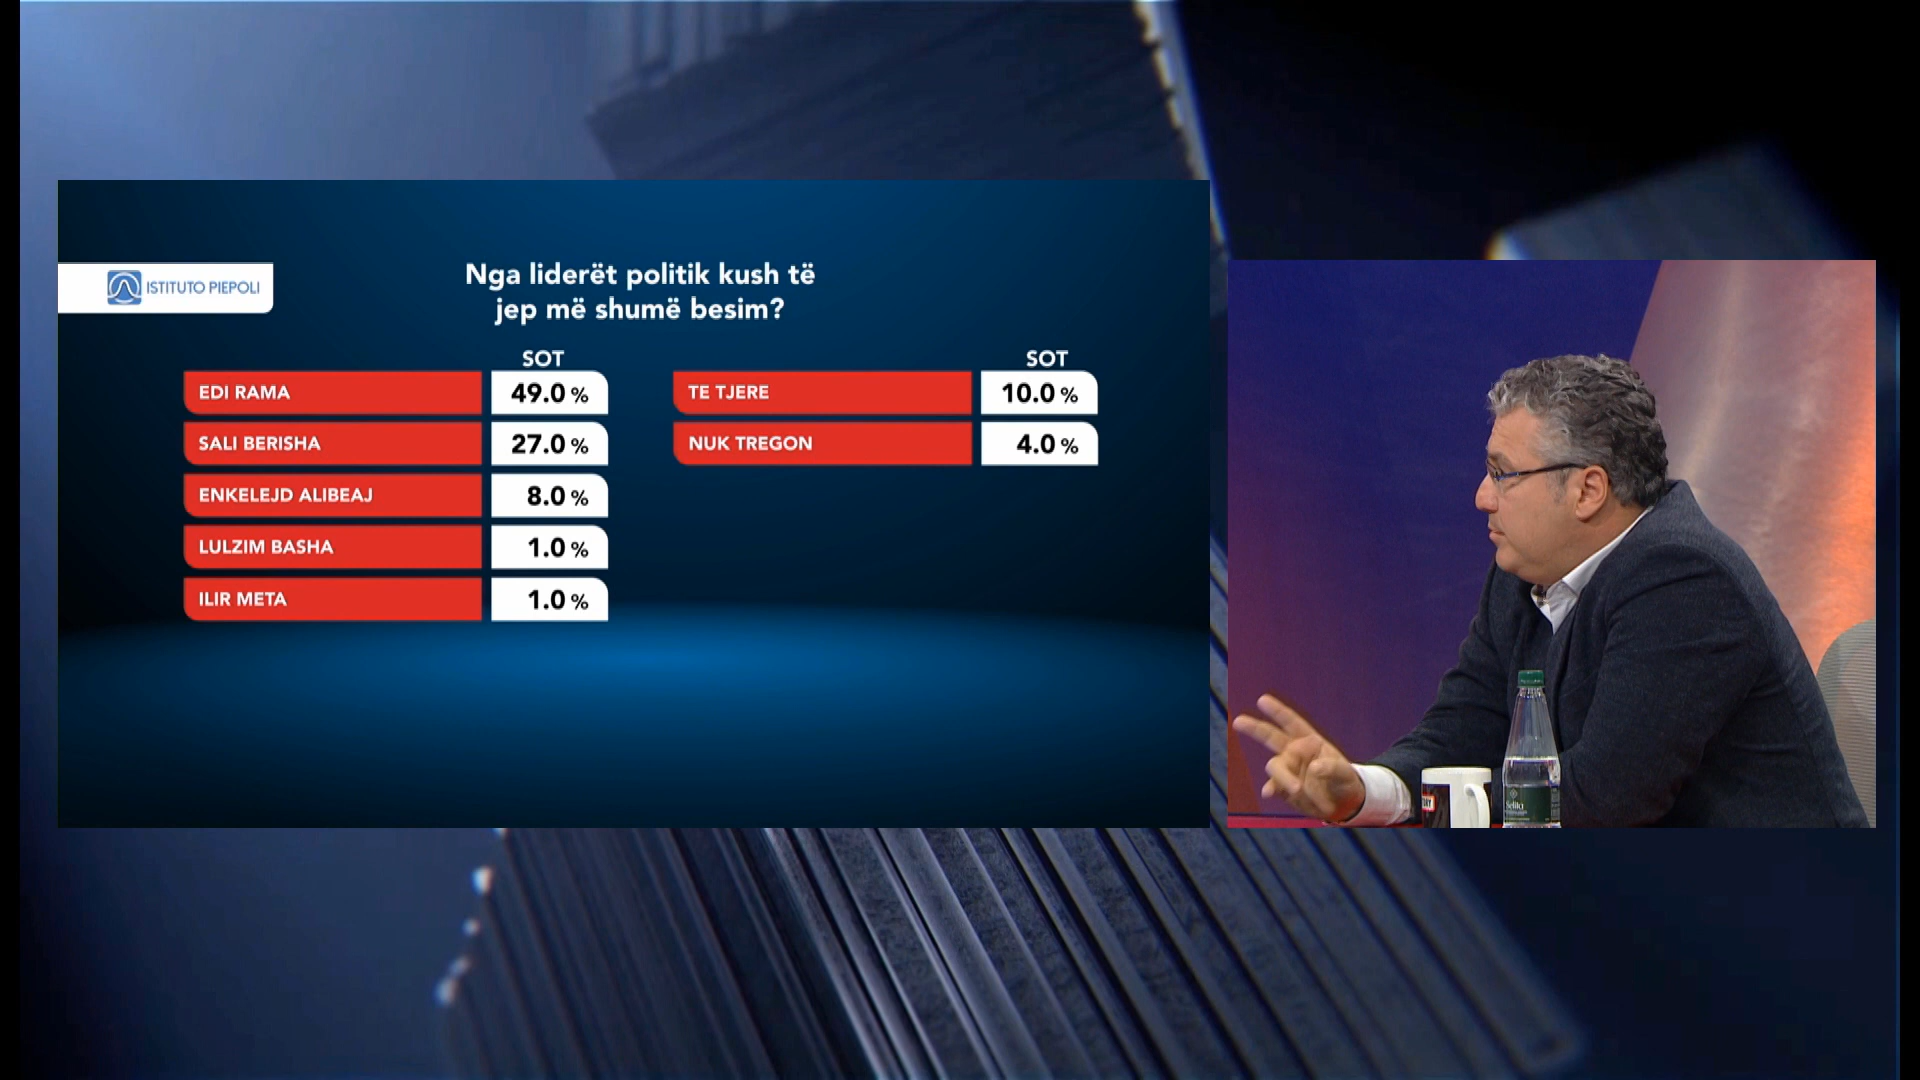 ISTITUTO PIEPOLI
Nga liderët politik kush të
jep më shumë besim?
SOT
EDI RAMA 49.0 %
SALI BERISHA 27.0 %
ENKELEJD ALIBEAJ 8.0 %
LULZIM BASHA 1.0 %
ILIR META 1.0 %
SOT
TE TJERE 10.0 %
NUK TREGON 4.0 %
Selita